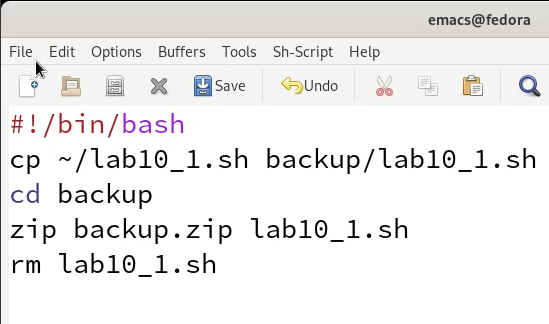 emacs@fedora
File Edit Options Buffers Tools Sh-Script Help
Save Undo
#!/bin/bash
cp ~/lab10_1.sh backup/lab10_1.sh
cd backup
zip backup.zip lab10_1.sh
rm lab10_1.sh